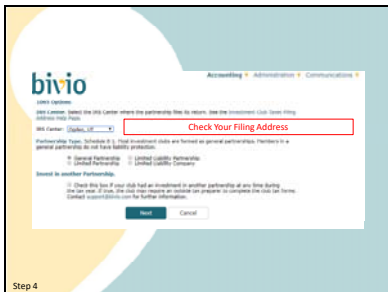 bivio
Accounting Administration Communications
1065 Options
IRS Center. Select the IRS Center where the partnership files its return. See the Investment Club Taxes Filing
Address Help Page.
IRS Center: Ogden, UT
Check Your Filing Address
Partnership Type. Schedule B-1. Most investment clubs are formed as general partnerships. Members in a
general partnership do not have liability protection.
General Partnership Limited Liability Partnership
Limited Partnership Limited Liability Company
Invest in another Partnership.
Check this box if your club had an investment in another partnership at any time during
the tax year. If true, the club may require an outside tax preparer to complete the club tax forms.
Contact support@bivio.com for further information.
Next Cancel
Step 4